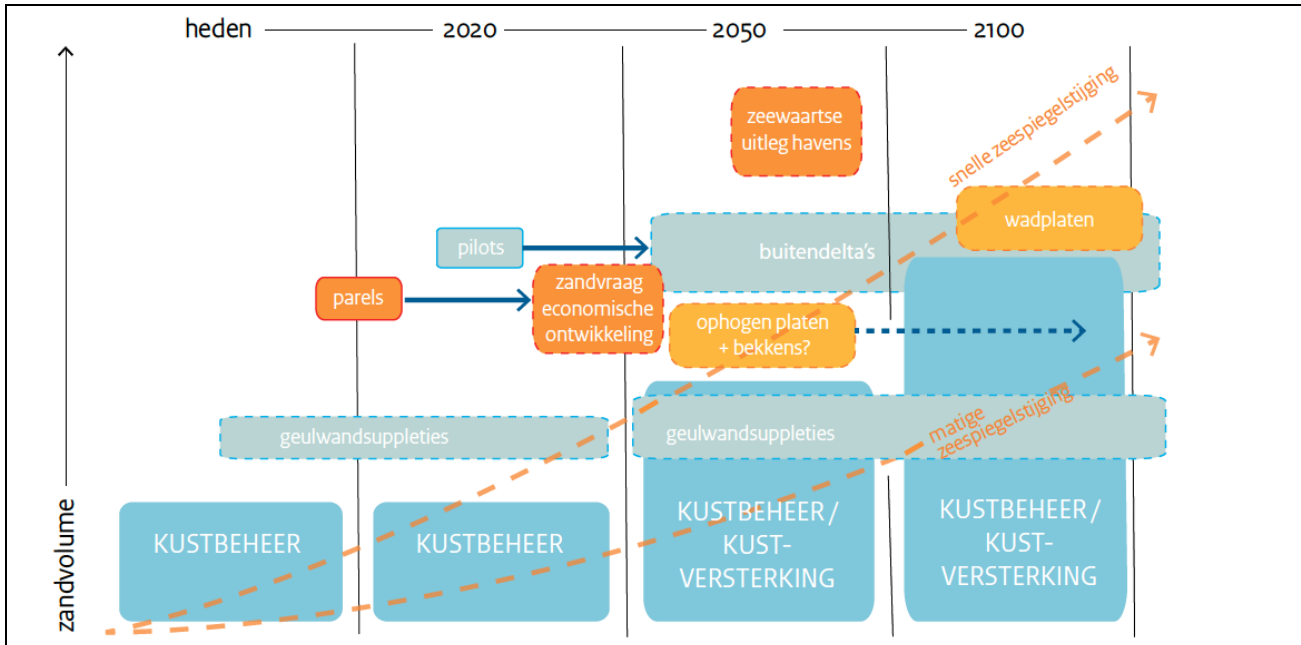 heden
2020
2050
2100
zandvolume
zeewaartse
uitleg havens
snelle zeespiegelstijging
wadplaten
pilots
buitendelta's
parels
zandvraag
economische
ontwikkeling
ophogen platen
+ bekkens?
geulwandsuppleties
geulwandsuppleties
matige
zeespiegelstijging
KUSTBEHEER
KUSTBEHEER
KUSTBEHEER /
KUST-
VERSTERKING
KUSTBEHEER /
KUST-
VERSTERKING